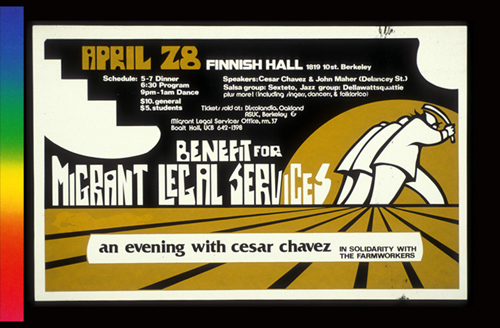 APRIL 28 FINNISH HALL 1819 10st. Berkeley
Schedule: 5-7 Dinner
6:30 Program
9pm-1am Dance
$10. general
$5. students
Speakers: Cesar Chavez & John Maher (Delancey St.)
Salsa group: Sexteto, Jazz group: Dellawattsquattie
plus more! (including singer, dancers, & folklorico)
Tickets sold at: Discolandia, Oakland
ASUC, Berkeley &
Migrant Legal Services Office, rm. 37
Boalt Hall, UCB 642-1398
BENEFIT FOR
MIGRANT LEGAL SERVICES
an evening with cesar chavez IN SOLIDARITY WITH
THE FARMWORKERS